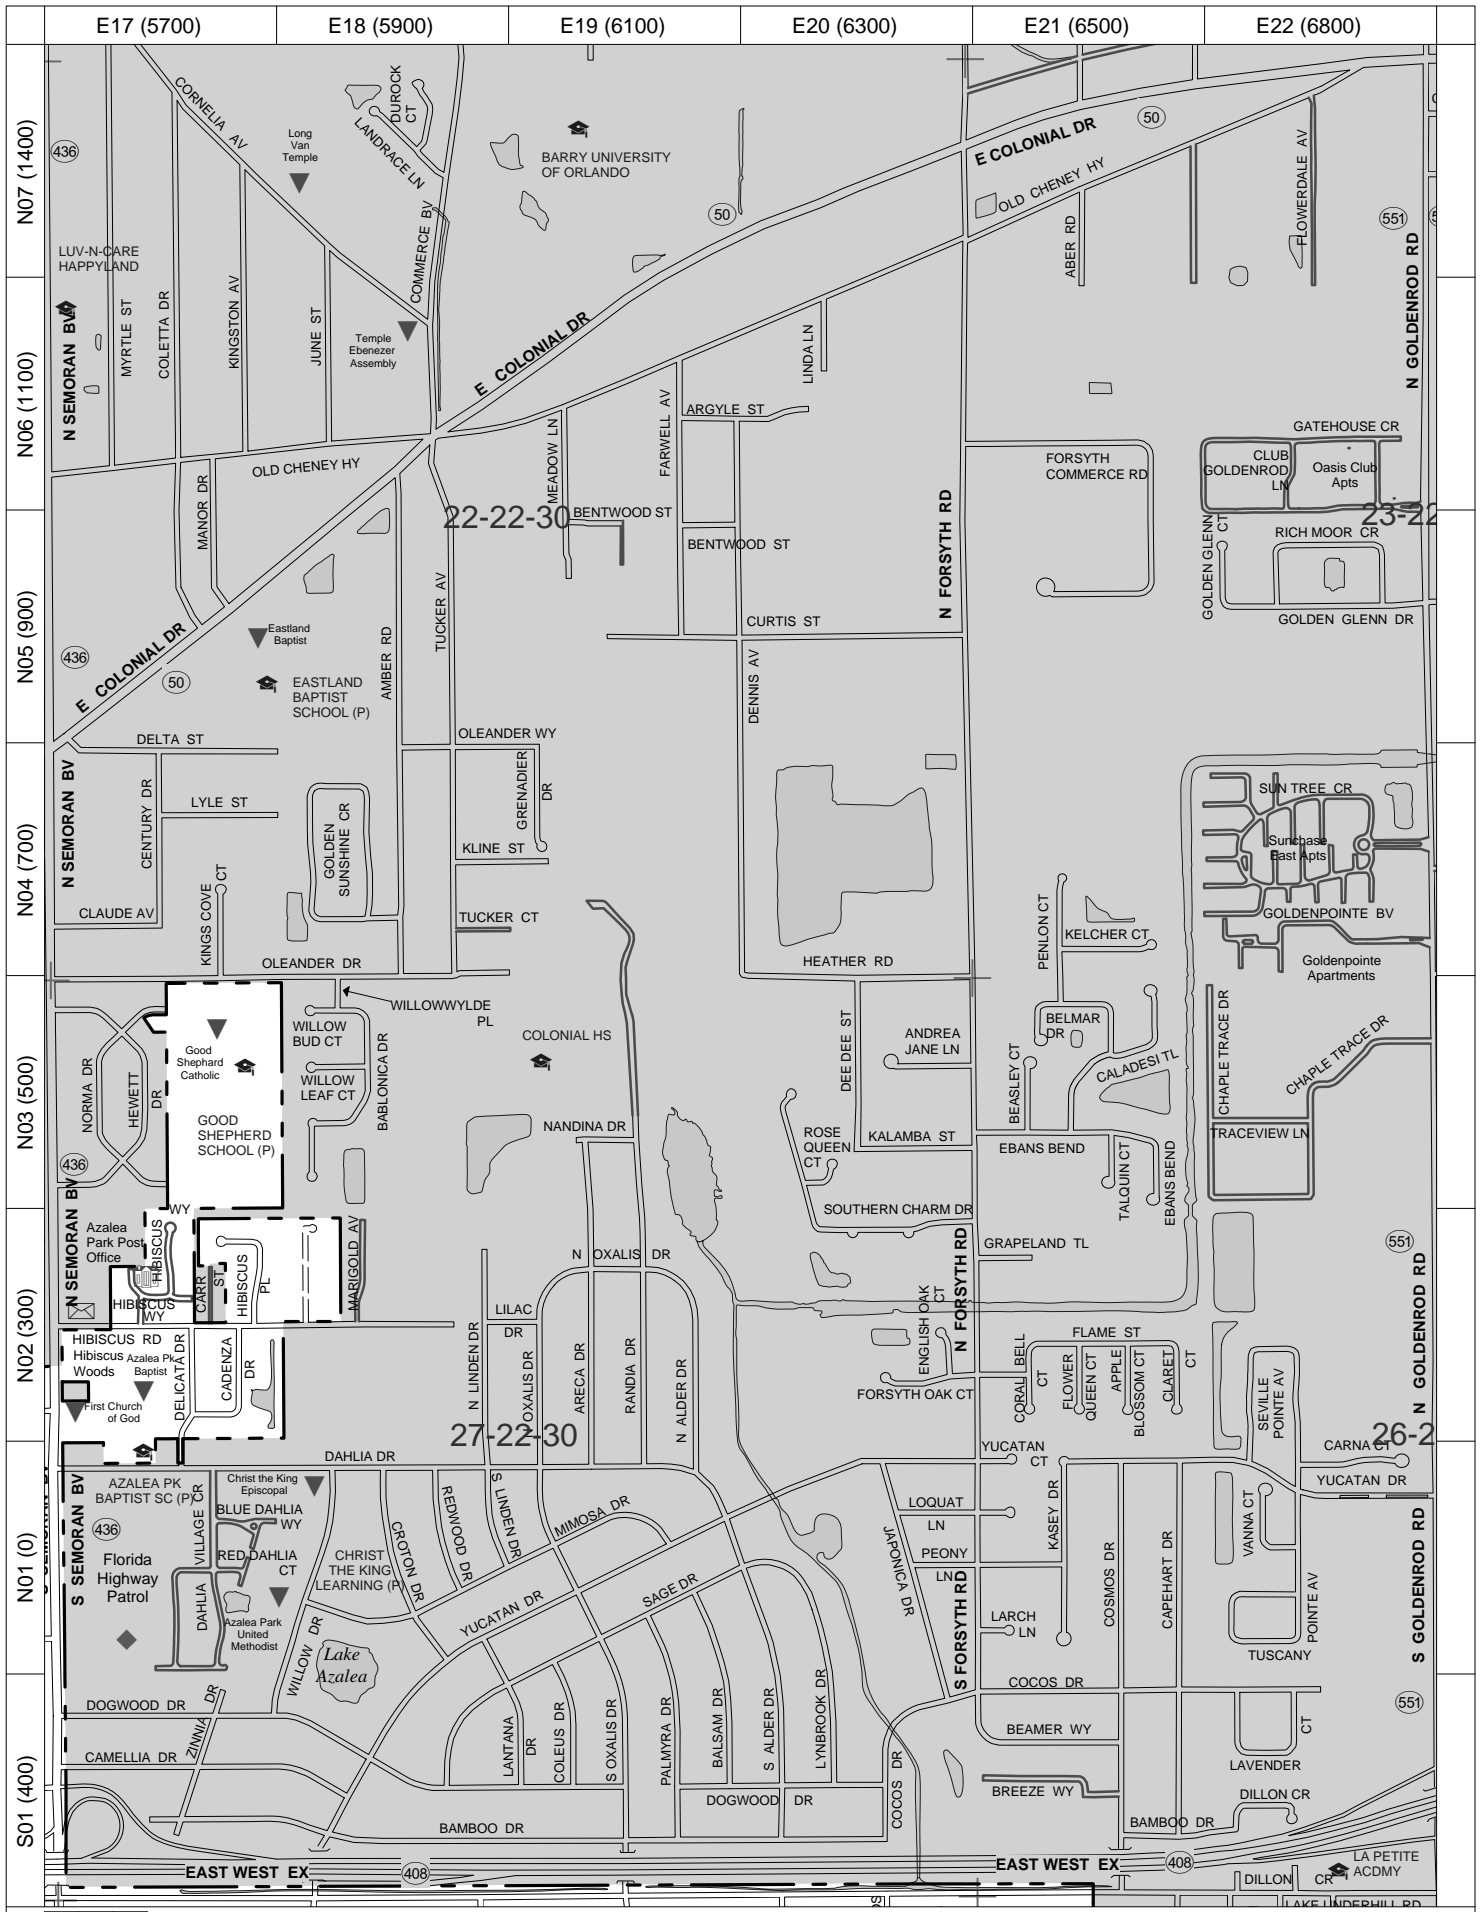 E17 (5700)
E18 (5900)
E19 (6100)
E20 (6300)
E21 (6500)
E22 (6800)
N07 (1400)
N06 (1100)
N05 (900)
N04 (700)
N03 (500)
N02 (300)
N01 (0)
S01 (400)
CORNELIA AV
DUROCK
CT
LANDRACE LN
Long
Van
Temple
436
BARRY UNIVERSITY
OF ORLANDO
50
E COLONIAL DR
50
OLD CHENEY HY
FLOWERDALE AV
551
ABER RD
N GOLDENROD RD
LUV-N-CARE
HAPPYLAND
COMMERCE BV
N SEMORAN BV
MYRTLE ST
COLETTA DR
KINGSTON AV
JUNE ST
Temple
Ebenezer
Assembly
E COLONIAL DR
LINDA LN
OLD CHENEY HY
MANOR DR
MEADOW LN
FARWELL AV
ARGYLE ST
FORSYTH
COMMERCE RD
GATEHOUSE CR
CLUB
GOLDENROD
LN
Oasis Club
Apts
22-22-30
23-22
BENTWOOD ST
BENTWOOD ST
N FORSYTH RD
GOLDEN GLENN
CT
RICH MOOR CR
GOLDEN GLENN DR
TUCKER AV
AMBER RD
CURTIS ST
DENNIS AV
Eastland
Baptist
436
E COLONIAL DR
50
EASTLAND
BAPTIST
SCHOOL (P)
DELTA ST
OLEANDER WY
N SEMORAN BV
CENTURY DR
LYLE ST
GOLDEN
SUNSHINE CR
GRENADIER
DR
KLINE ST
SUN TREE CR
Sunchase
East Apts
CLAUDE AV
KINGS COVE
CT
TUCKER CT
PENLON CT
KELCHER CT
GOLDENPOINTE BV
Goldenpointe
Apartments
OLEANDER DR
HEATHER RD
WILLOWWYLDE
PL
WILLOW
BUD CT
WILLOW
LEAF CT
BABLONICA DR
COLONIAL HS
DEE DEE ST
ANDREA
JANE LN
BELMAR
DR
BEASLEY CT
CALADESI TL
CHAPLE TRACE DR
CHAPLE TRACE DR
TRACEVIEW LN
Good
Shephard
Catholic
GOOD
SHEPHERD
SCHOOL (P)
NORMA DR
HEWETT
DR
436
N SEMORAN BV
NANDINA DR
ROSE
QUEEN
CT
KALAMBA ST
EBANS BEND
TALQUIN CT
EBANS BEND
SOUTHERN CHARM DR
GRAPELAND TL
Azalea
Park Post
Office
HIBISCUS
WY
CARR
ST
HIBISCUS
PL
MARIGOLD AV
HIBISCUS
WY
N OXALIS DR
N FORSYTH RD
551
N GOLDENROD RD
HIBISCUS RD
Hibiscus
Woods
Azalea Pk
Baptist
First Church
of God
DELICATA DR
CADENZA
DR
LILAC
DR
N LINDEN DR
N OXALIS DR
ARECA DR
RANDIA DR
N ALDER DR
ENGLISH OAK
CT
FORSYTH OAK CT
FLAME ST
CORAL BELL
CT
FLOWER
QUEEN CT
APPLE
BLOSSOM CT
CLARET
CT
SEVILLE
POINTE AV
27-22-30
26-2
DAHLIA DR
YUCATAN
CT
CARNA CT
YUCATAN DR
AZALEA PK
BAPTIST SC (P)
Christ the King
Episcopal
S SEMORAN BV
436
VILLAGE CR
DAHLIA
BLUE DAHLIA
WY
RED DAHLIA
CT
Florida
Highway
Patrol
Azalea Park
United
Methodist
CHRIST
THE KING
LEARNING (P)
CROTON DR
REDWOOD DR
S LINDEN DR
MIMOSA DR
YUCATAN DR
SAGE DR
JAPONICA DR
LOQUAT
LN
PEONY
LN
KASEY DR
LARCH
LN
COSMOS DR
CAPEHART DR
VANNA CT
TUSCANY
POINTE AV
S GOLDENROD RD
S FORSYTH RD
WILLOW DR
Lake
Azalea
DOGWOOD DR
ZINNIA DR
CAMELLIA DR
LANTANA
DR
COLEUS DR
S OXALIS DR
PALMYRA DR
BALSAM DR
S ALDER DR
LYNBROOK DR
COCOS DR
COCOS DR
BEAMER WY
BREEZE WY
LAVENDER
CT
551
DILLON CR
DOGWOOD DR
BAMBOO DR
BAMBOO DR
EAST WEST EX
408
EAST WEST EX
408
LA PETITE
ACDMY
DILLON CR
LAKE UNDERHILL RD